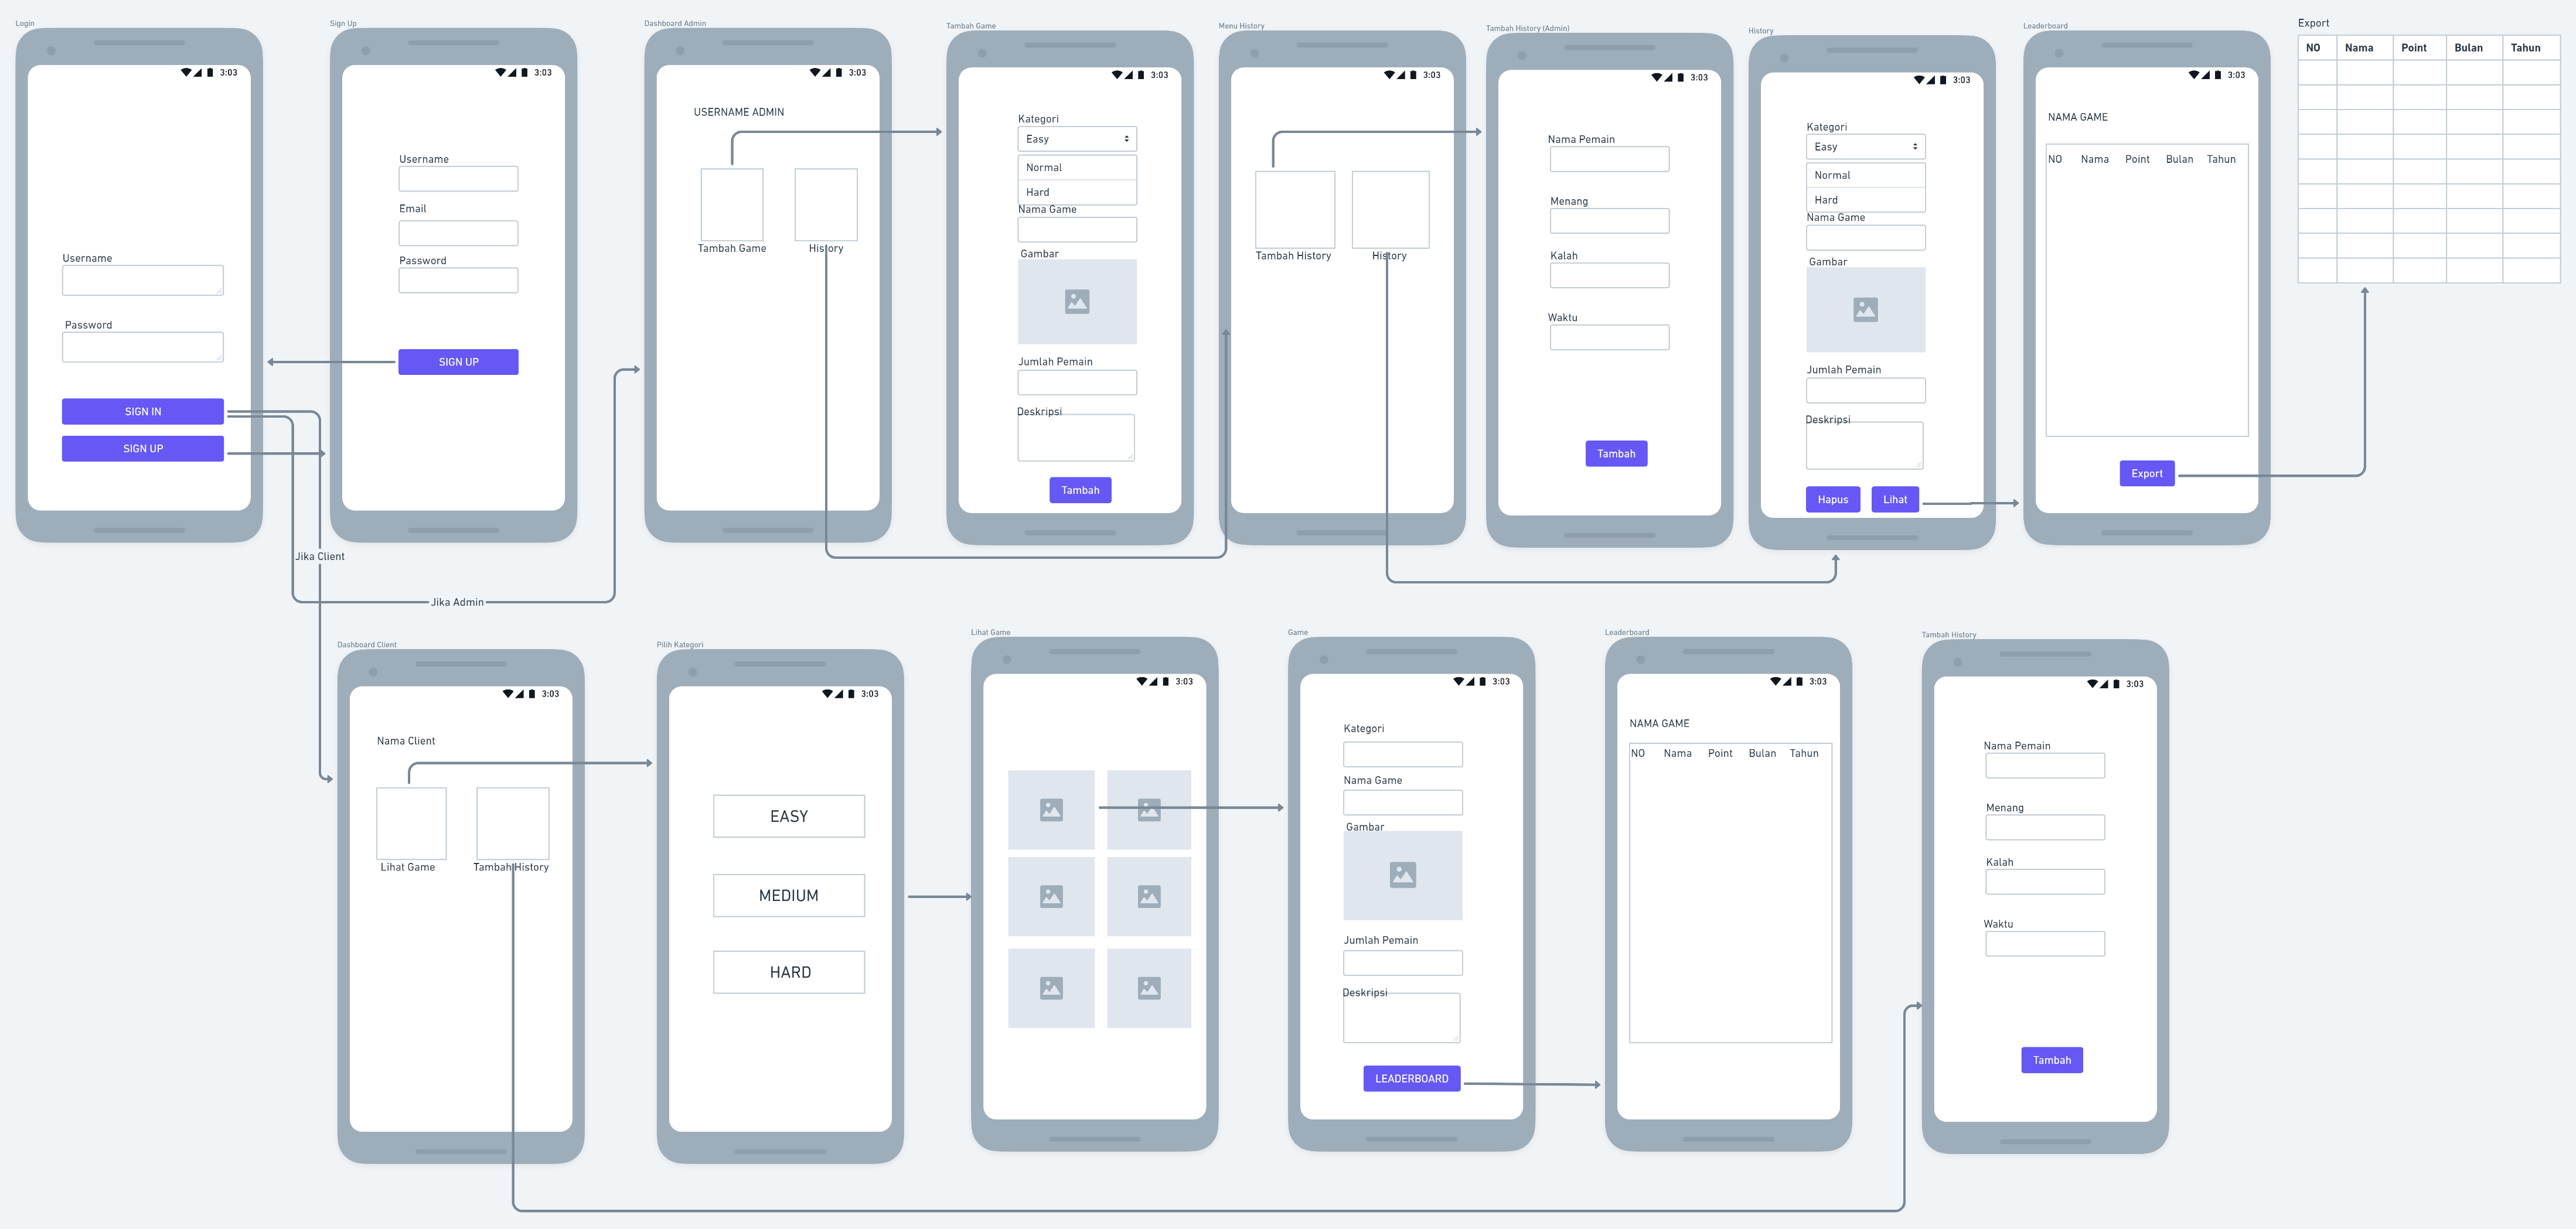 Login
3:03
Username
Password
SIGN IN
SIGN UP
Sign Up
3:03
Username
Email
Password
SIGN UP
Jika Client
Jika Admin
Dashboard Admin
3:03
USERNAME ADMIN
Tambah Game
History
Tambah Game
3:03
Kategori
Easy
Normal
Hard
Nama Game
Gambar
Jumlah Pemain
Deskripsi
Tambah
Menu History
3:03
Tambah History
History
Tambah History (Admin)
3:03
Nama Pemain
Menang
Kalah
Waktu
Tambah
History
3:03
Kategori
Easy
Normal
Hard
Nama Game
Gambar
Jumlah Pemain
Deskripsi
Hapus Lihat
Leaderboard
3:03
NAMA GAME
NO Nama Point Bulan Tahun
Export
Export
NO Nama Point Bulan Tahun
Dashboard Client
3:03
Nama Client
Lihat Game
Tambah History
Pilih Kategori
3:03
EASY
MEDIUM
HARD
Lihat Game
3:03
Game
3:03
Kategori
Nama Game
Gambar
Jumlah Pemain
Deskripsi
LEADERBOARD
Leaderboard
3:03
NAMA GAME
NO Nama Point Bulan Tahun
Tambah History
3:03
Nama Pemain
Menang
Kalah
Waktu
Tambah